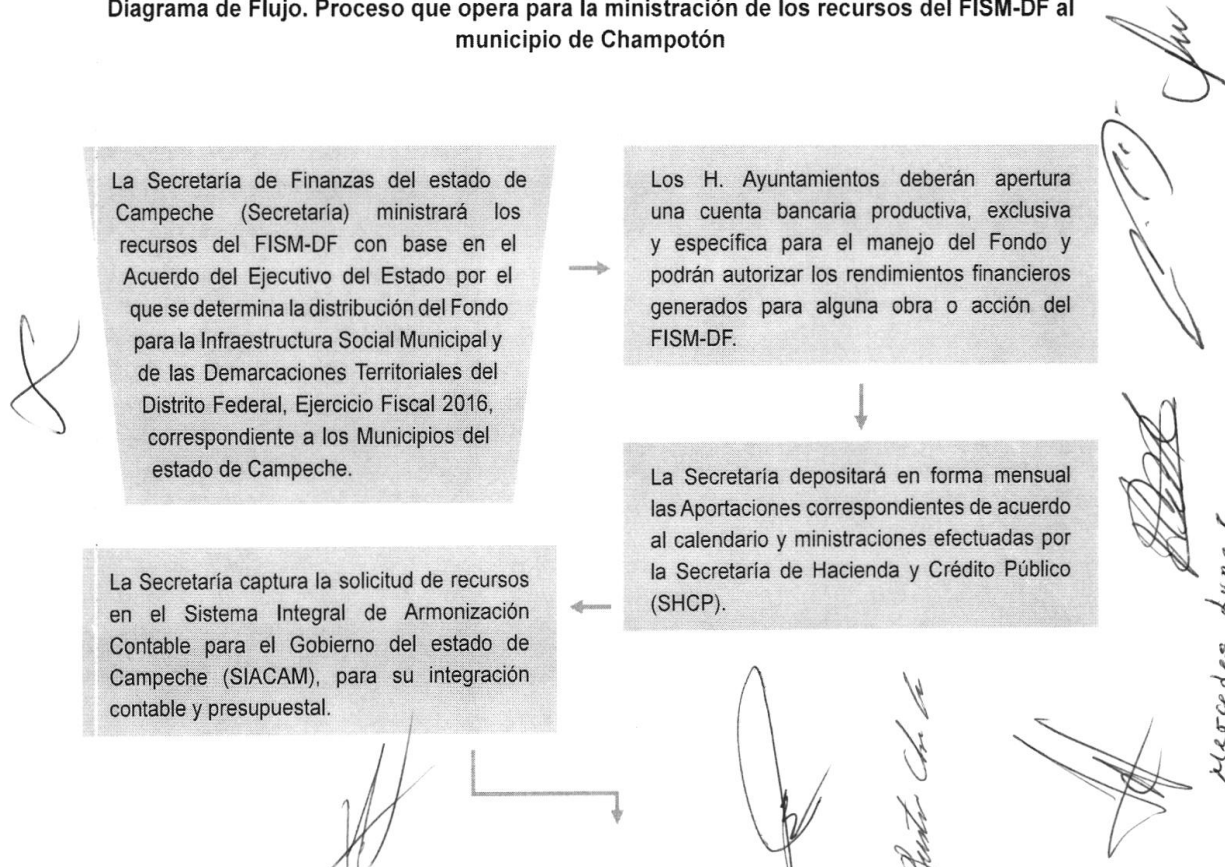 Diagrama de Flujo. Proceso que opera para la ministración de los recursos del FISM-DF al
municipio de Champotón
La Secretaría de Finanzas del estado de
Campeche (Secretaría) ministrará los
recursos del FISM-DF con base en el
Acuerdo del Ejecutivo del Estado por el
que se determina la distribución del Fondo
para la Infraestructura Social Municipal y
de las Demarcaciones Territoriales del
Distrito Federal, Ejercicio Fiscal 2016,
correspondiente a los Municipios del
estado de Campeche.
Los H. Ayuntamientos deberán apertura
una cuenta bancaria productiva, exclusiva
y específica para el manejo del Fondo y
podrán autorizar los rendimientos financieros
generados para alguna obra o acción del
FISM-DF.
La Secretaría depositará en forma mensual
las Aportaciones correspondientes de acuerdo
al calendario y ministraciones efectuadas por
la Secretaría de Hacienda y Crédito Público
(SHCP).
La Secretaría captura la solicitud de recursos
en el Sistema Integral de Armonización
Contable para el Gobierno del estado de
Campeche (SIACAM), para su integración
contable y presupuestal.